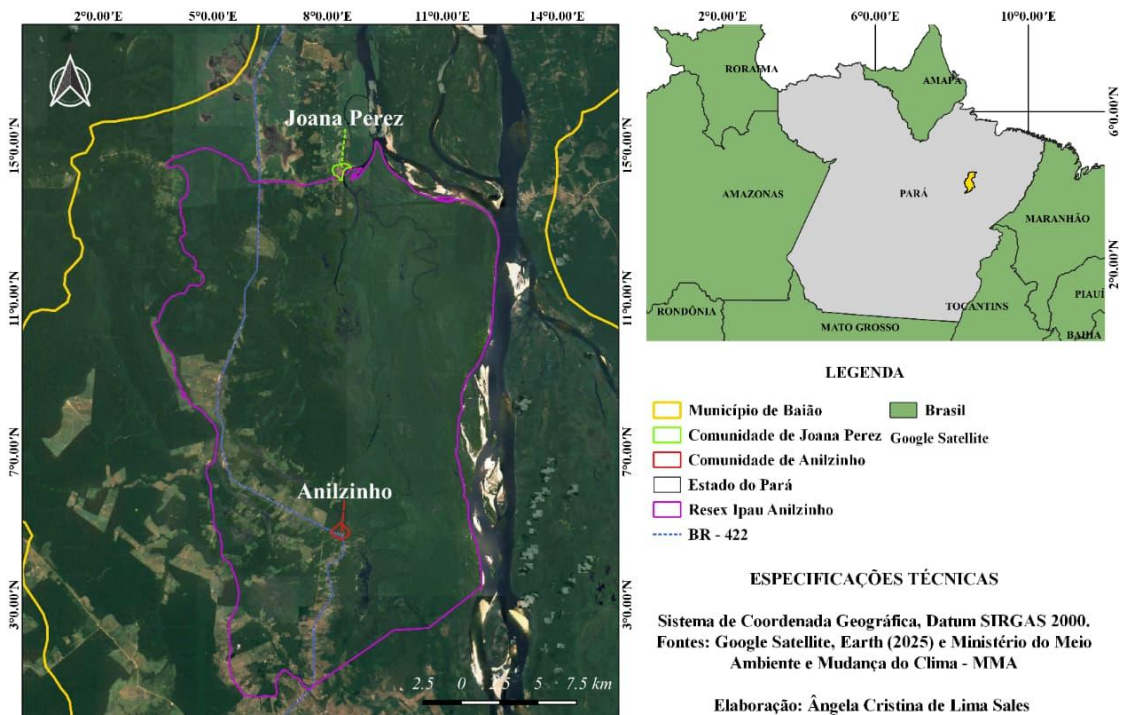 2°0.00'E 5°00.00'E 8°00.00'E 11°0.00'E 14°0.00'E
15°0.00'N
11°0.00'N
7°0.00'N
3°0.00'N
Joana Perez
Anilzinho
15°0.00'N
11°0.00'N
7°0.00'N
3°0.00'N
2.5 0 2.5 5 7.5 km
2°0.00'E 6°0.00'E 10°0.00'E
6°0.00'N
2°0.00'N
RORAIMA
AMAPÁ
AMAZONAS
PARÁ
MARANHÃO
RONDÔNIA
TOCANTINS
PIAUÍ
MATO GROSSO
BAHIA
LEGENDA
Município de Baião
Brasil
Comunidade de Joana Perez
Google Satellite
Comunidade de Anilzinho
Estado do Pará
Resex Ipau Anilzinho
BR - 422
ESPECIFICAÇÕES TÉCNICAS
Sistema de Coordenada Geográfica, Datum SIRGAS 2000.
Fontes: Google Satellite, Earth (2025) e Ministério do Meio
Ambiente e Mudança do Clima - MMA
Elaboração: Ângela Cristina de Lima Sales